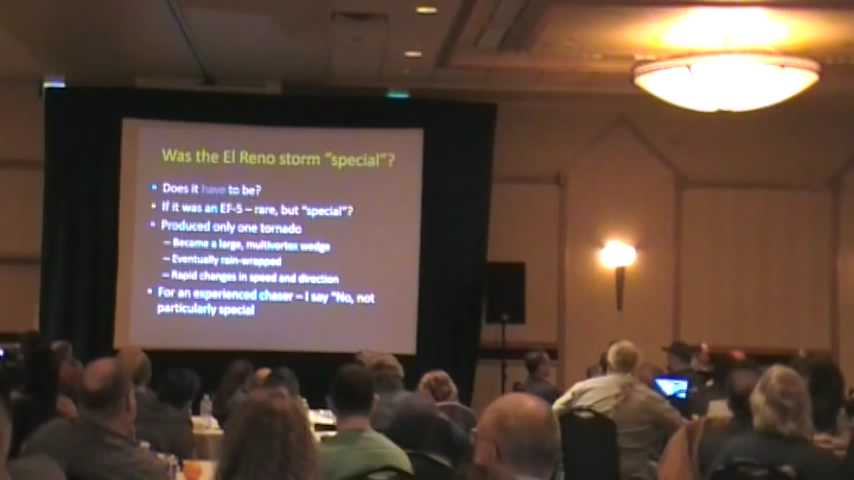 Was the El Reno storm "special"?
• Does it have to be?
• If it was an EF-5 – rare, but "special"?
• Produced only one tornado
– Became a large, multivortex wedge
– Eventually rain-wrapped
– Rapid changes in speed and direction
• For an experienced chaser – I say "No, not
particularly special